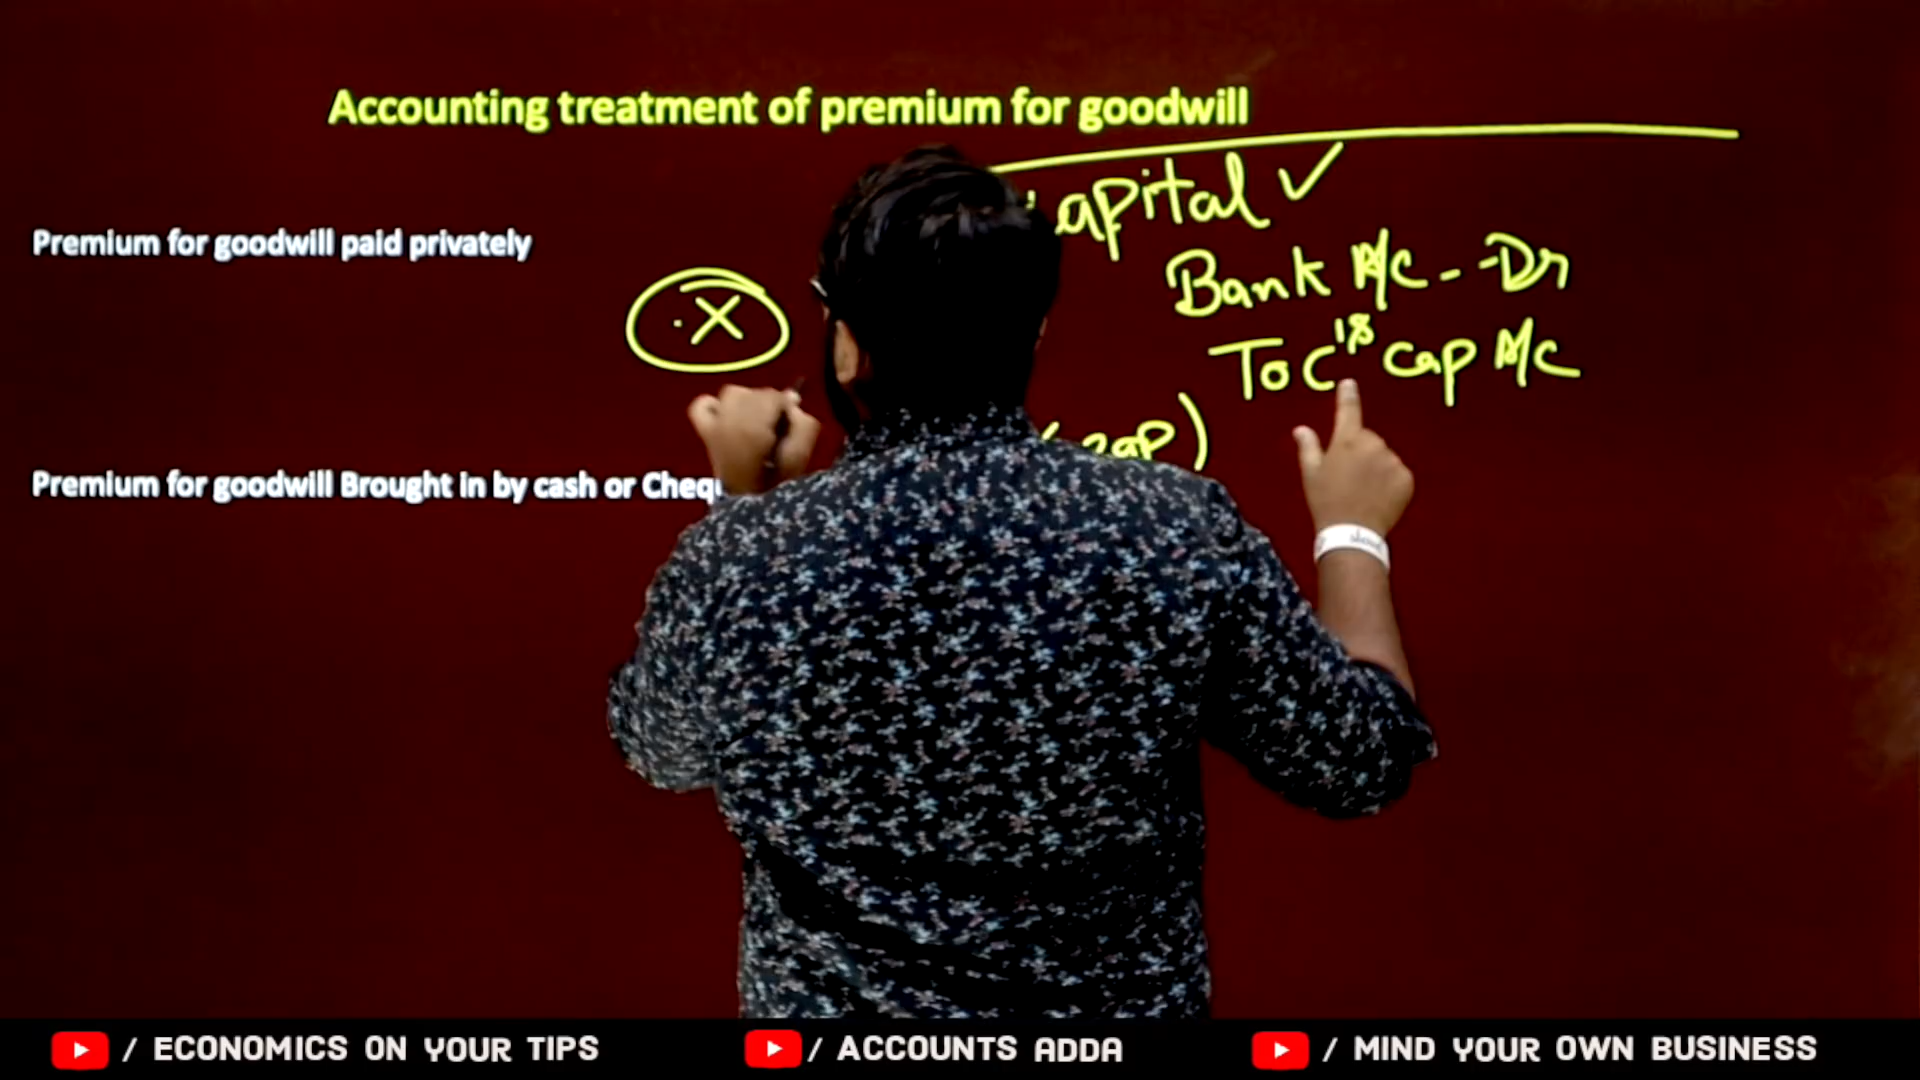 Accounting treatment of premium for goodwill
apital ✓
Premium for goodwill paid privately
Bank A/C - - Dr
X
To C's Cap A/C
cap)
Premium for goodwill Brought in by cash or Chequ
/ ECONOMICS ON YOUR TIPS
/ ACCOUNTS ADDA
/ MIND YOUR OWN BUSINESS